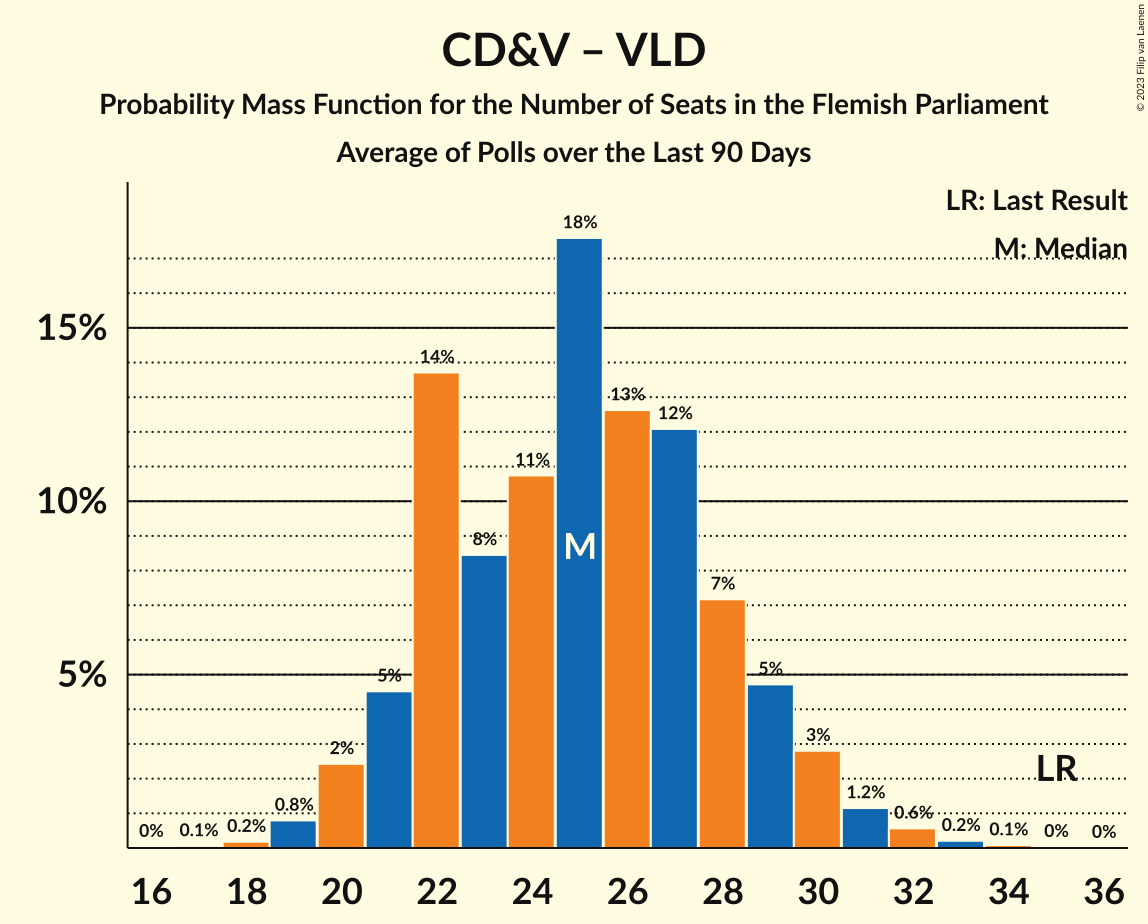 CD&V – VLD
Probability Mass Function for the Number of Seats in the Flemish Parliament
Average of Polls over the Last 90 Days
© 2023 Filip van Laenen
LR: Last Result
M: Median
15%
10%
5%
0%
0.1%
0.2%
0.8%
2%
5%
14%
8%
11%
18%
13%
12%
7%
5%
3%
1.2%
0.6%
0.2%
0.1%
0%
0%
M
LR
16 18 20 22 24 26 28 30 32 34 36